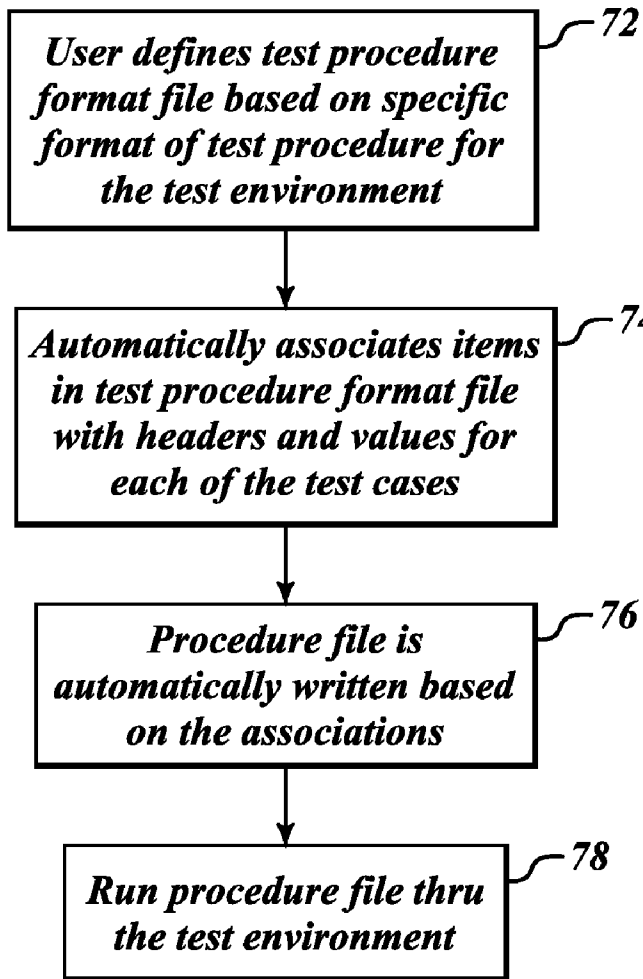 72
User defines test procedure
format file based on specific
format of test procedure for
the test environment
74
Automatically associates items
in test procedure format file
with headers and values for
each of the test cases
76
Procedure file is
automatically written based
on the associations
78
Run procedure file thru
the test environment